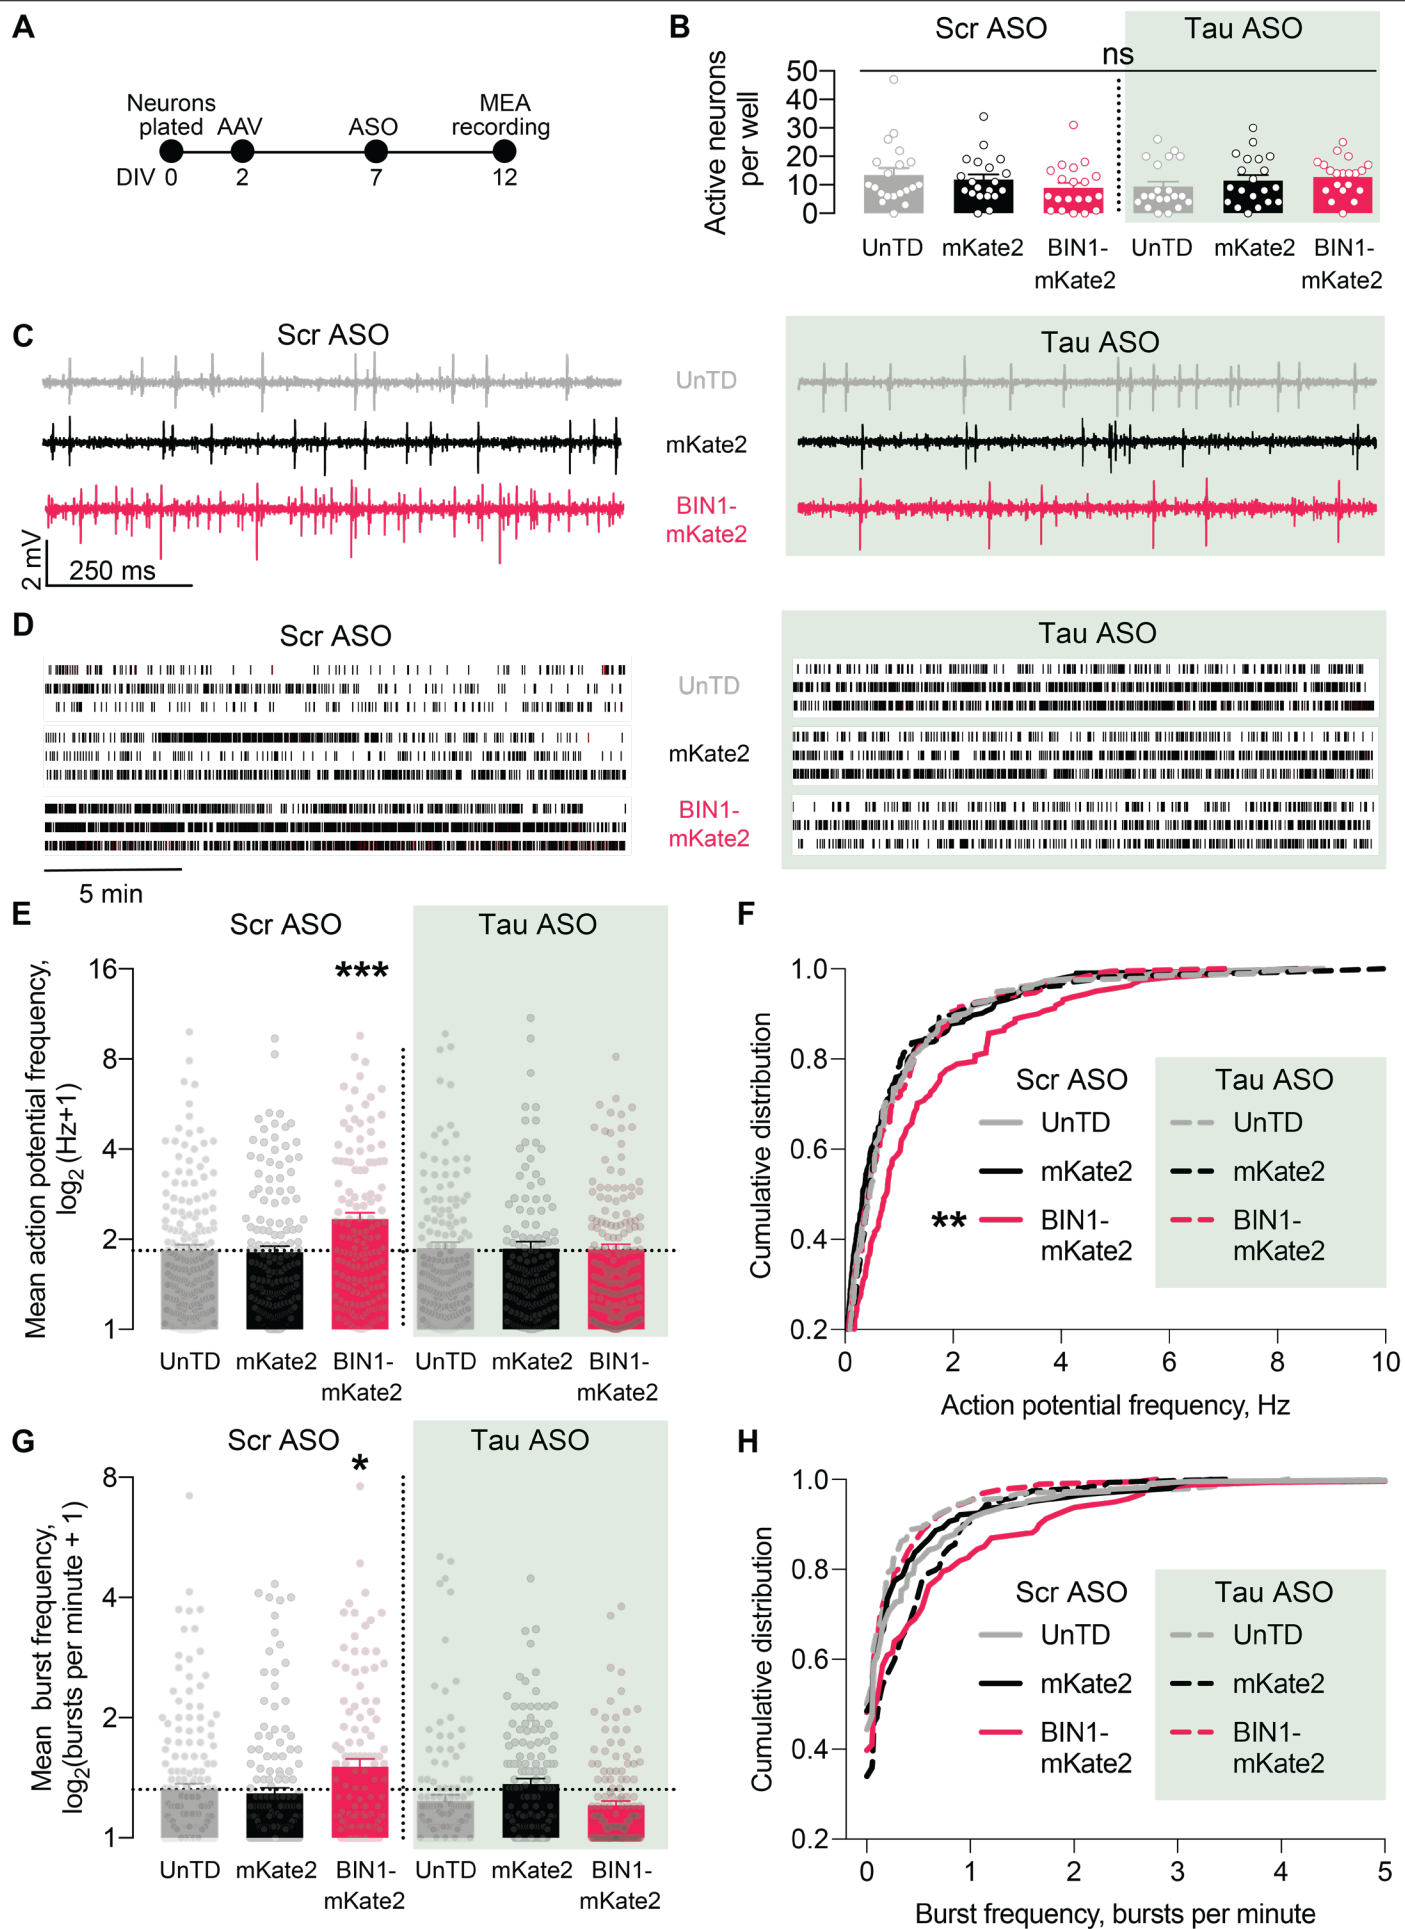 A
Neurons
plated AAV ASO MEA
recording
DIV 0 2 7 12
B
Scr ASO Tau ASO
ns
Active neurons
per well
50
40
30
20
10
0
UnTD mKate2 BIN1-
mKate2
UnTD mKate2 BIN1-
mKate2
C
Scr ASO
Tau ASO
UnTD
mKate2
BIN1-
mKate2
2 mV
250 ms
D
Scr ASO
Tau ASO
UnTD
mKate2
BIN1-
mKate2
5 min
E
Scr ASO Tau ASO
***
Mean action potential frequency,
log2 (Hz+1)
16
8
4
2
1
UnTD mKate2 BIN1-
mKate2
UnTD mKate2 BIN1-
mKate2
F
Cumulative distribution
1.0
0.8
0.6
0.4
0.2
0 2 4 6 8 10
Action potential frequency, Hz
Scr ASO
UnTD
mKate2
** BIN1-
mKate2
Tau ASO
UnTD
mKate2
BIN1-
mKate2
G
Scr ASO Tau ASO
*
Mean burst frequency,
log2(bursts per minute + 1)
8
4
2
1
UnTD mKate2 BIN1-
mKate2
UnTD mKate2 BIN1-
mKate2
H
Cumulative distribution
1.0
0.8
0.6
0.4
0.2
0 1 2 3 4 5
Burst frequency, bursts per minute
Scr ASO
UnTD
mKate2
BIN1-
mKate2
Tau ASO
UnTD
mKate2
BIN1-
mKate2